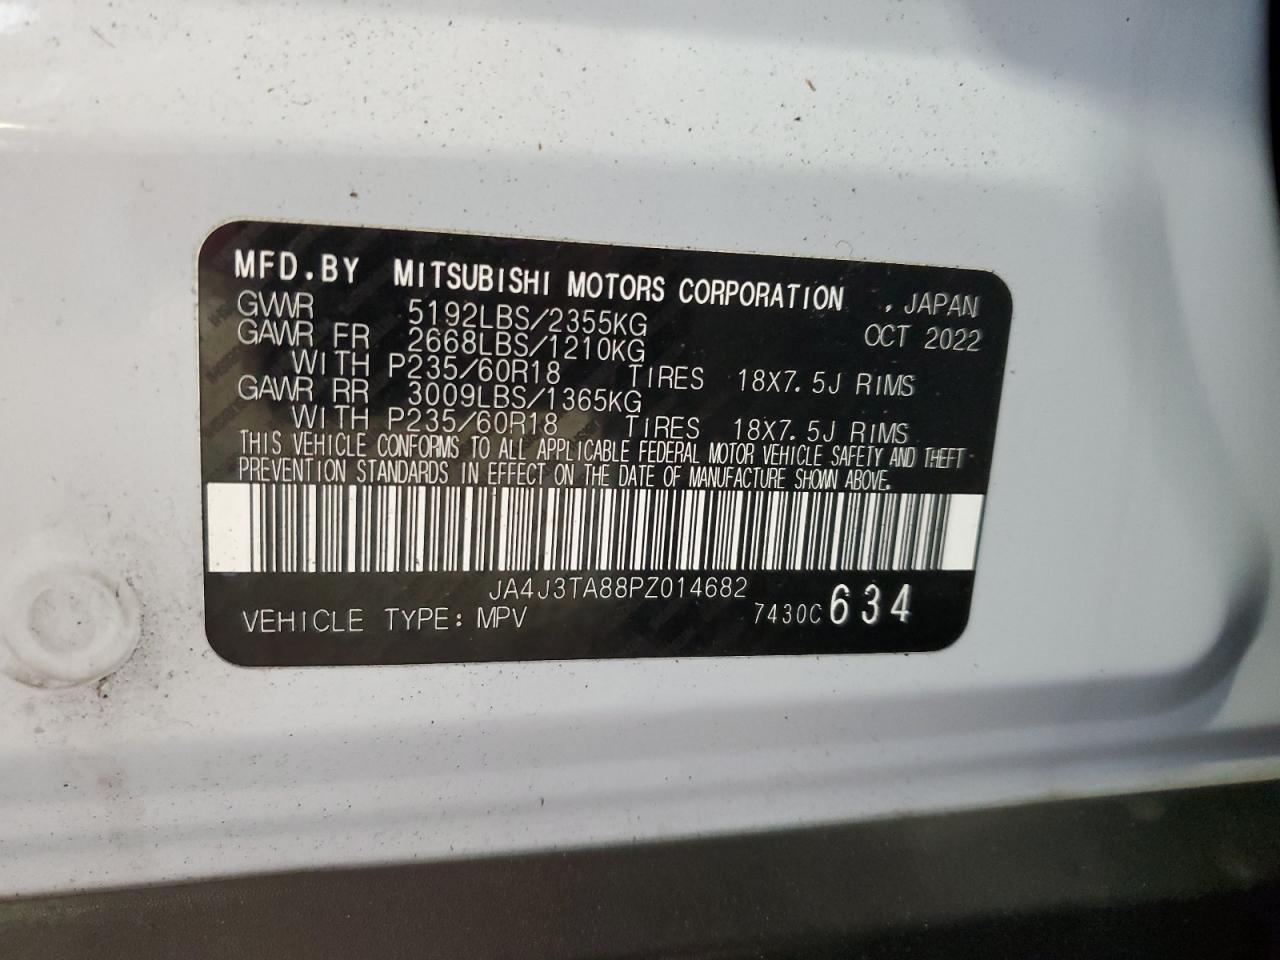 MFD.BY MITSUBISHI MOTORS CORPORATION , JAPAN
GVWR 5192LBS/2355KG OCT 2022
GAWR FR 2668LBS/1210KG
WITH P235/60R18 TIRES 18X7.5J RIMS
GAWR RR 3009LBS/1365KG
WITH P235/60R18 TIRES 18X7.5J RIMS
THIS VEHICLE CONFORMS TO ALL APPLICABLE FEDERAL MOTOR VEHICLE SAFETY AND THEFT
PREVENTION STANDARDS IN EFFECT ON THE DATE OF MANUFACTURE SHOWN ABOVE.
JA4J3TA88PZ014682
VEHICLE TYPE: MPV 7430C 634